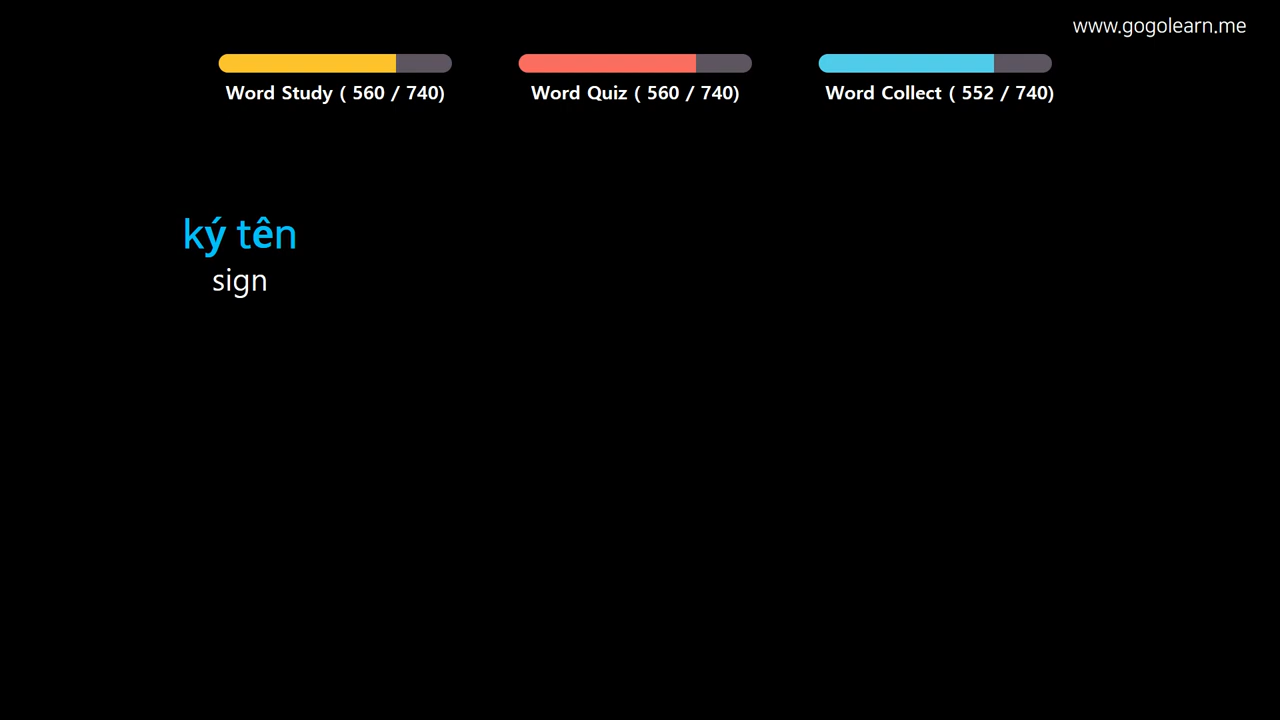 www.gogolearn.me
Word Study ( 560 / 740)
Word Quiz ( 560 / 740)
Word Collect ( 552 / 740)
ký tên
sign